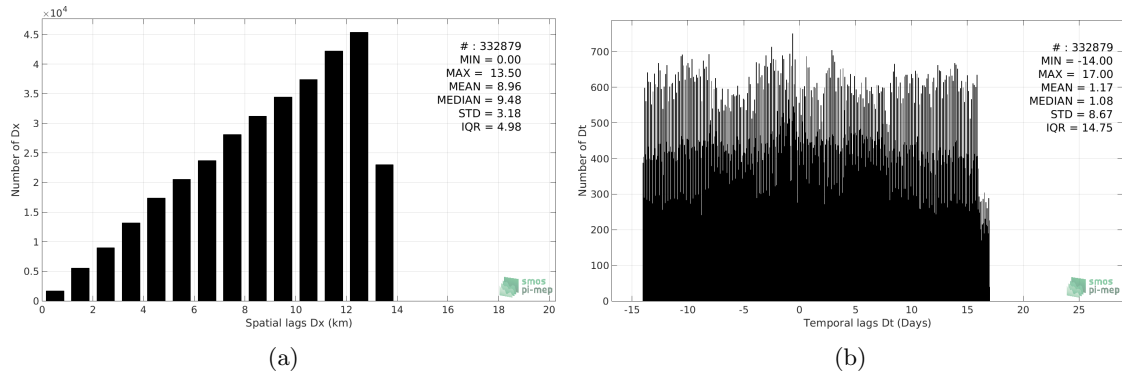 ×10⁴
4.5
4
3.5
3
2.5
2
1.5
1
0.5
0
Number of Dx
# : 332879
MIN = 0.00
MAX = 13.50
MEAN = 8.96
MEDIAN = 9.48
STD = 3.18
IQR = 4.98
smos
pi-mep
0 2 4 6 8 10 12 14 16 18 20
Spatial lags Dx (km)
(a)
700
600
500
400
300
200
100
0
Number of Dt
# : 332879
MIN = -14.00
MAX = 17.00
MEAN = 1.17
MEDIAN = 1.08
STD = 8.67
IQR = 14.75
smos
pi-mep
-15 -10 -5 0 5 10 15 20 25
Temporal lags Dt (Days)
(b)